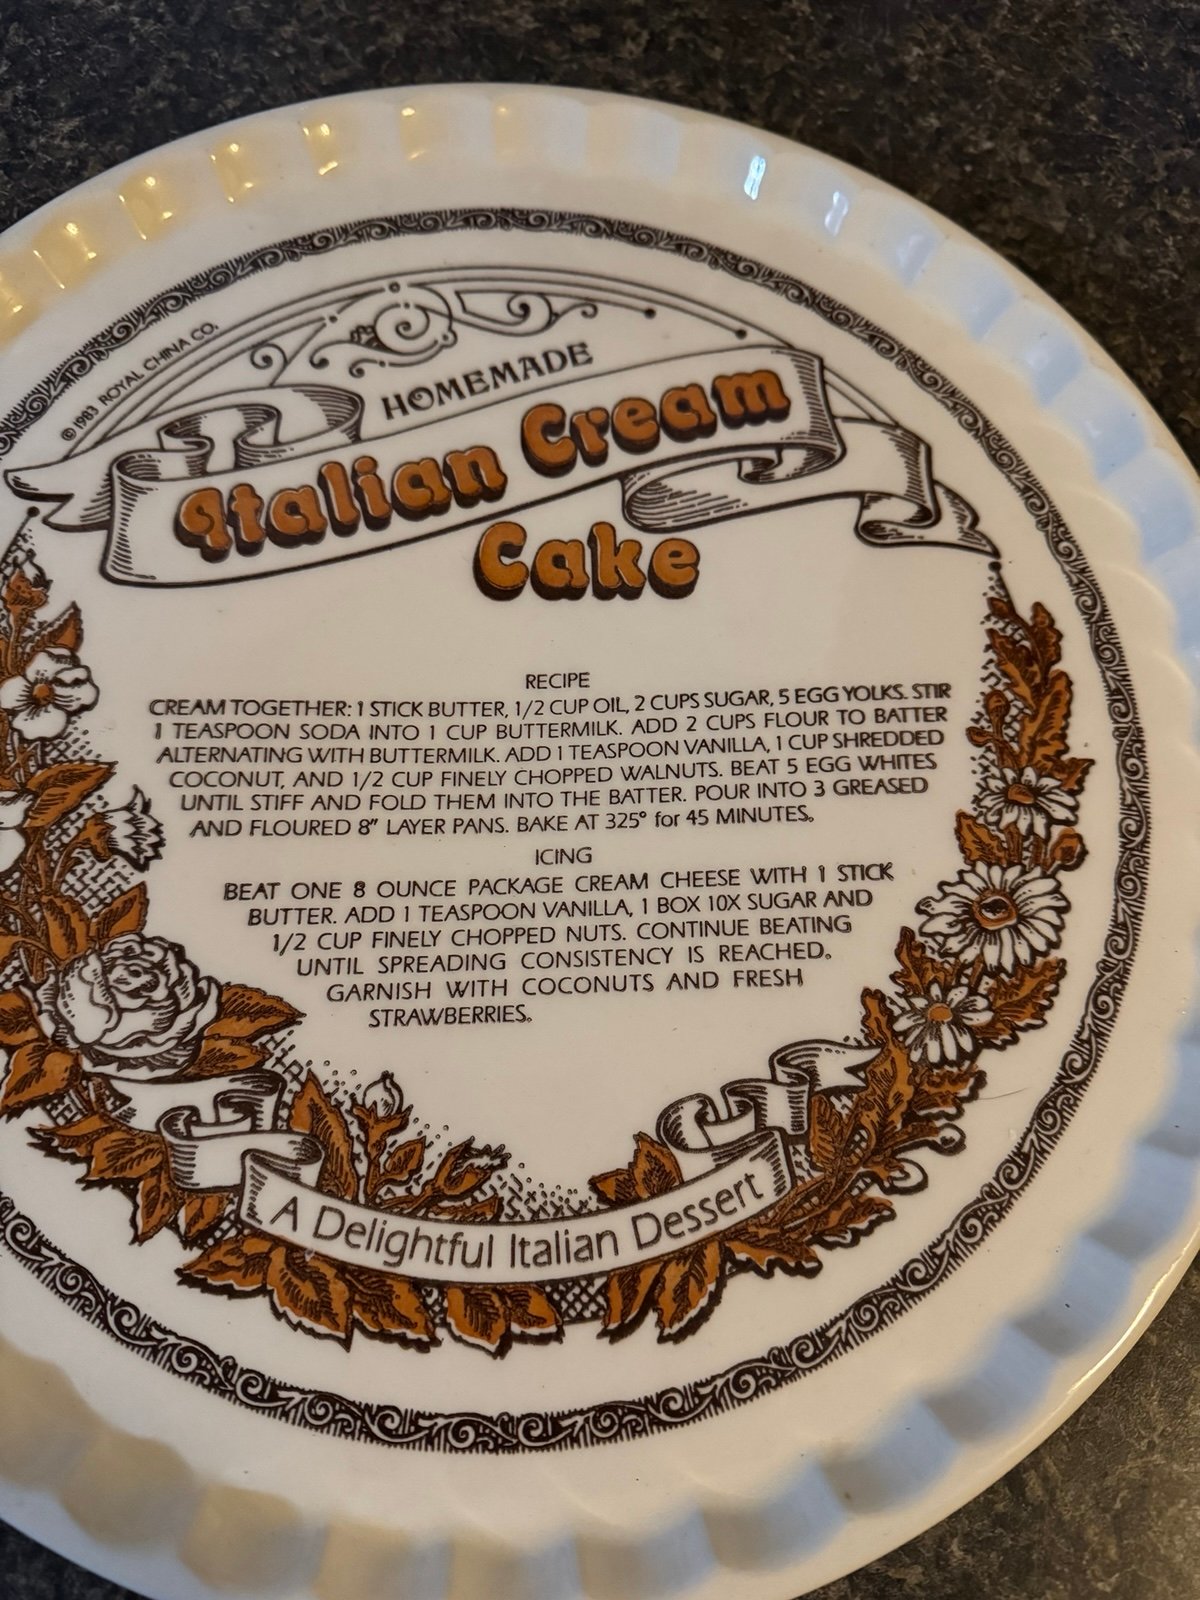 © 1983 ROYAL CHINA CO.
HOMEMADE
Italian Cream
Cake
RECIPE
CREAM TOGETHER: 1 STICK BUTTER, 1/2 CUP OIL, 2 CUPS SUGAR, 5 EGG YOLKS. STIR
1 TEASPOON SODA INTO 1 CUP BUTTERMILK. ADD 2 CUPS FLOUR TO BATTER
ALTERNATING WITH BUTTERMILK. ADD 1 TEASPOON VANILLA, 1 CUP SHREDDED
COCONUT, AND 1/2 CUP FINELY CHOPPED WALNUTS. BEAT 5 EGG WHITES
UNTIL STIFF AND FOLD THEM INTO THE BATTER. POUR INTO 3 GREASED
AND FLOURED 8" LAYER PANS. BAKE AT 325° for 45 MINUTES.
ICING
BEAT ONE 8 OUNCE PACKAGE CREAM CHEESE WITH 1 STICK
BUTTER. ADD 1 TEASPOON VANILLA, 1 BOX 10X SUGAR AND
1/2 CUP FINELY CHOPPED NUTS. CONTINUE BEATING
UNTIL SPREADING CONSISTENCY IS REACHED.
GARNISH WITH COCONUTS AND FRESH
STRAWBERRIES.
A Delightful Italian Dessert